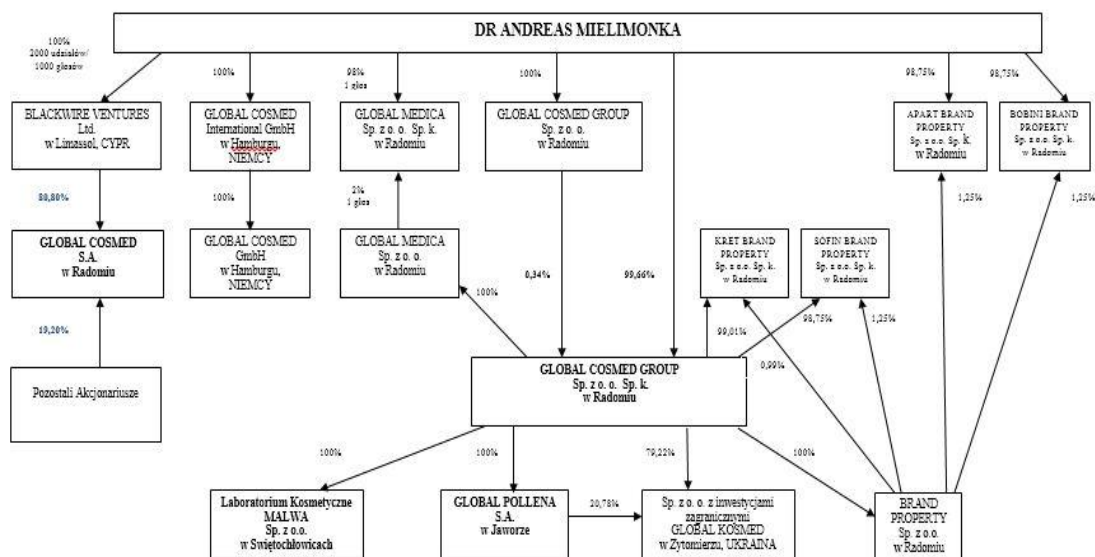 DR ANDREAS MIELIMONKA
100%
2000 udziałów/
1000 głosów
100%
98%
1 głos
100%
98,75%
98,75%
BLACKWIRE VENTURES
Ltd.
w Limassol, CYPR
GLOBAL COSMED
International GmbH
w Hamburgu,
NIEMCY
GLOBAL MEDICA
Sp. z o. o. Sp. k.
w Radomiu
GLOBAL COSMED GROUP
Sp. z o. o.
w Radomiu
APART BRAND
PROPERTY
Sp. z o.o. Sp. k.
w Radomiu
BOBINI BRAND
PROPERTY
Sp. z o.o. Sp. k.
w Radomiu
80,80%
100%
2%
1 głos
1,25%
1,25%
GLOBAL COSMED
S.A.
w Radomiu
GLOBAL COSMED
GmbH
w Hamburgu,
NIEMCY
GLOBAL MEDICA
Sp. z o. o.
w Radomiu
KRET BRAND
PROPERTY
Sp. z o.o. Sp. k.
w Radomiu
SOFIN BRAND
PROPERTY
Sp. z o.o. Sp. k.
w Radomiu
0,34%
99,66%
100%
19,20%
99,01%
98,75%
1,25%
0,99%
Pozostali Akcjonariusze
GLOBAL COSMED GROUP
Sp. z o. o. Sp. k.
w Radomiu
100%
100%
79,22%
100%
Laboratorium Kosmetyczne
MALWA
Sp. z o.o.
w Swiętochłowicach
GLOBAL POLLENA
S.A.
w Jaworze
20,78%
Sp. z o. o. z inwestycjami
zagranicznymi
GLOBAL KOSMED
w Zytomierzu, UKRAINA
BRAND
PROPERTY
Sp. z o.o.
w Radomiu